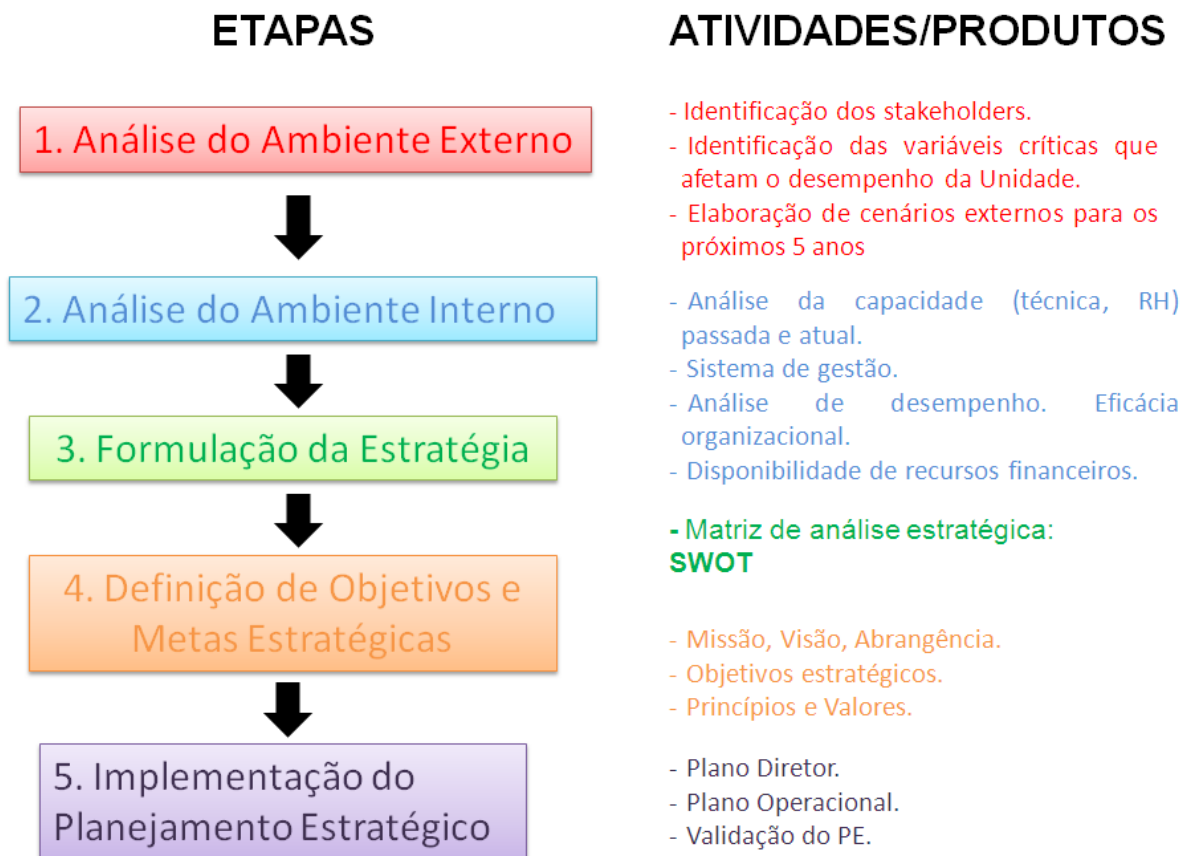 ETAPAS
ATIVIDADES/PRODUTOS
1. Análise do Ambiente Externo
- Identificação dos stakeholders.
- Identificação das variáveis críticas que
afetam o desempenho da Unidade.
- Elaboração de cenários externos para os
próximos 5 anos
2. Análise do Ambiente Interno
- Análise da capacidade (técnica, RH)
passada e atual.
- Sistema de gestão.
- Análise de desempenho. Eficácia
organizacional.
- Disponibilidade de recursos financeiros.
3. Formulação da Estratégia
- Matriz de análise estratégica:
SWOT
4. Definição de Objetivos e
Metas Estratégicas
- Missão, Visão, Abrangência.
- Objetivos estratégicos.
- Princípios e Valores.
5. Implementação do
Planejamento Estratégico
- Plano Diretor.
- Plano Operacional.
- Validação do PE.